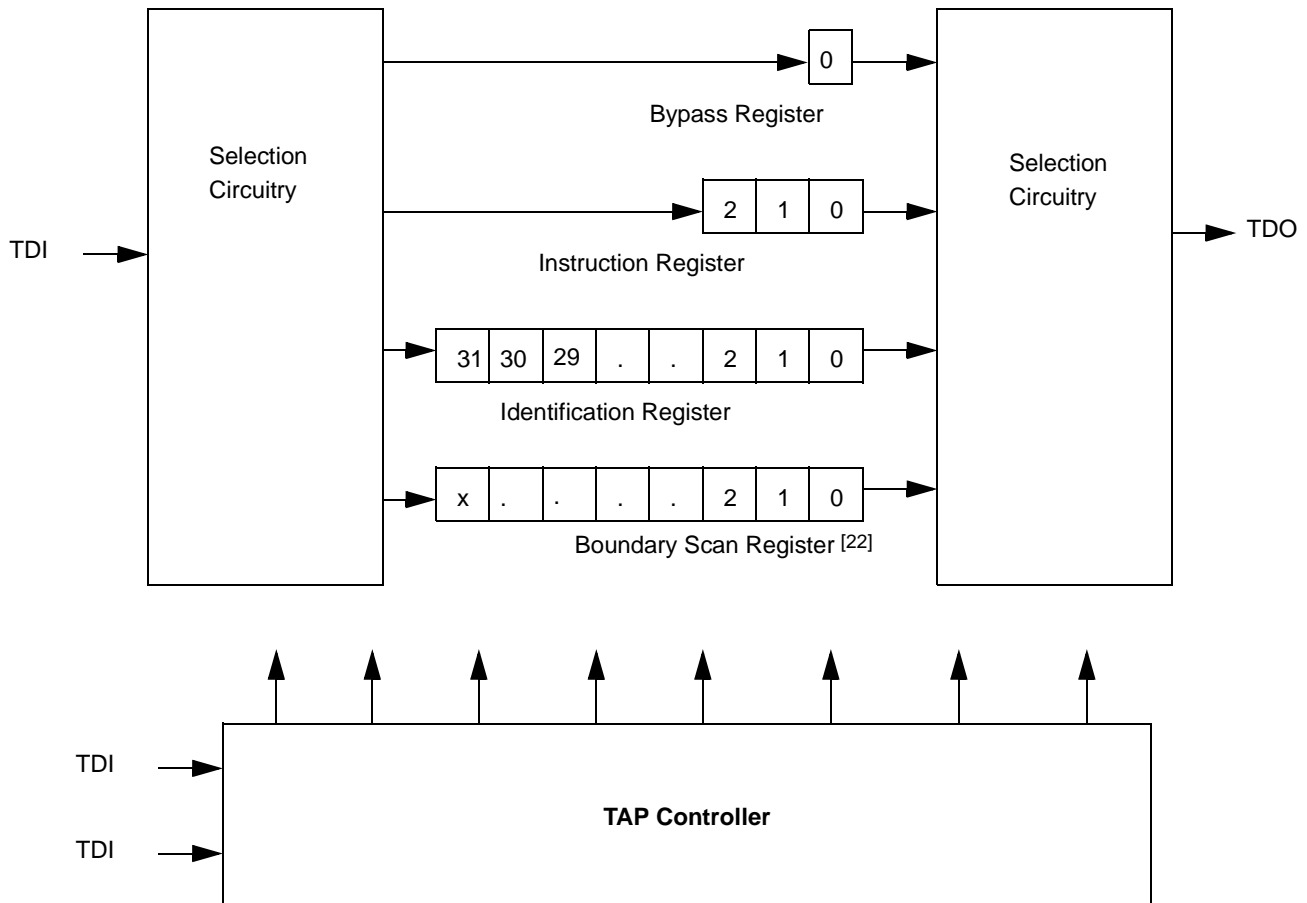 0
Bypass Register
Selection
Circuitry
Selection
Circuitry
2 1 0
TDI
TDO
Instruction Register
31 30 29 . . 2 1 0
Identification Register
x . . . . 2 1 0
Boundary Scan Register [22]
TDI
TAP Controller
TDI